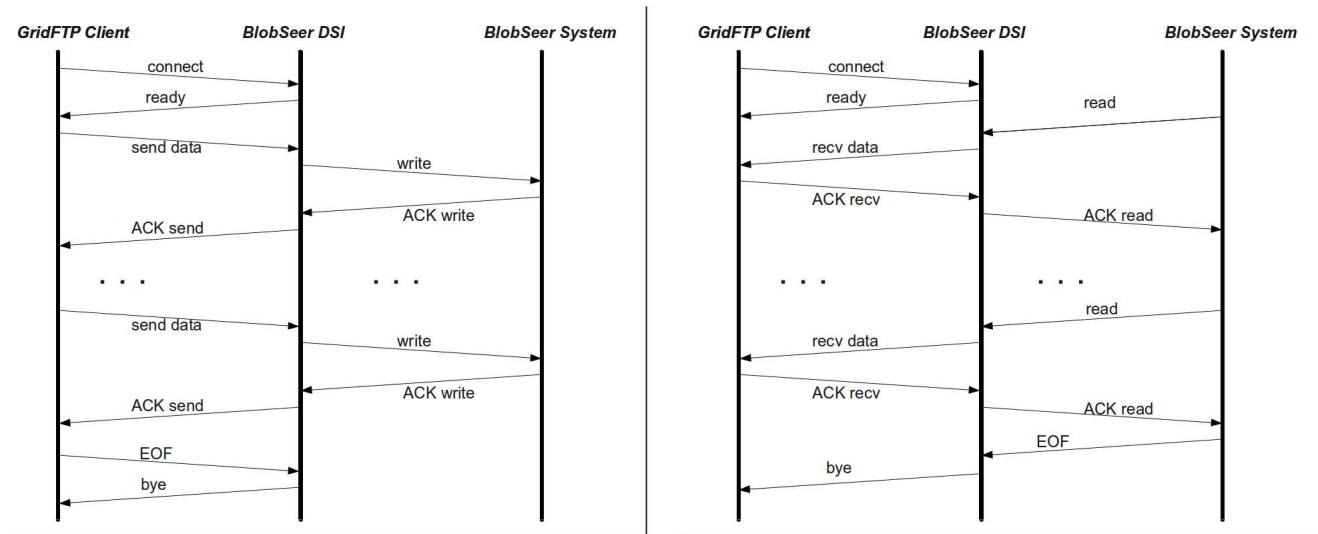 GridFTP Client BlobSeer DSI BlobSeer System
connect
ready
send data
write
ACK write
ACK send
. . . . . .
send data
write
ACK write
ACK send
EOF
bye
GridFTP Client BlobSeer DSI BlobSeer System
connect
ready
read
recv data
ACK recv
ACK read
. . . . . .
read
recv data
ACK recv
ACK read
EOF
bye